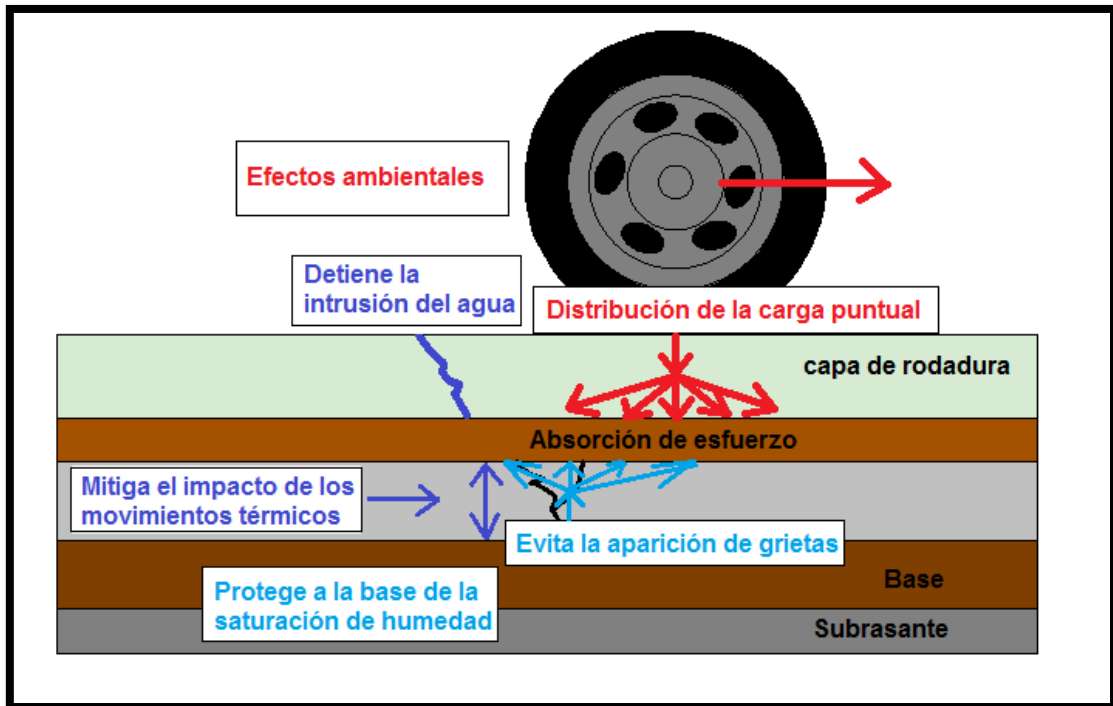 Efectos ambientales
Detiene la
intrusión del agua
Distribución de la carga puntual
capa de rodadura
Absorción de esfuerzo
Mitiga el impacto de los
movimientos térmicos
Evita la aparición de grietas
Base
Protege a la base de la
saturación de humedad
Subrasante